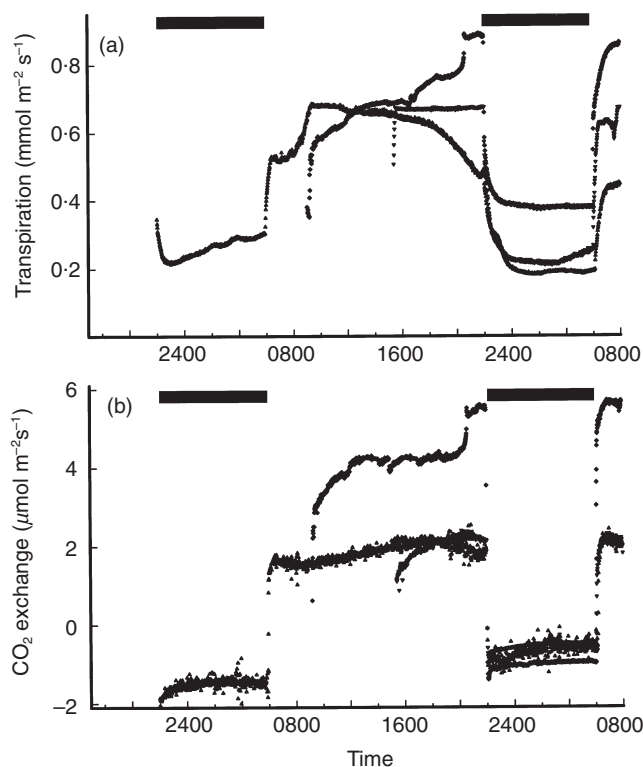 (a)
Transpiration (mmol m⁻² s⁻¹)
0·8
0·6
0·4
0·2
2400 0800 1600 2400 0800
(b)
CO₂ exchange (μmol m⁻²s⁻¹)
6
4
2
0
−2
2400 0800 1600 2400 0800
Time